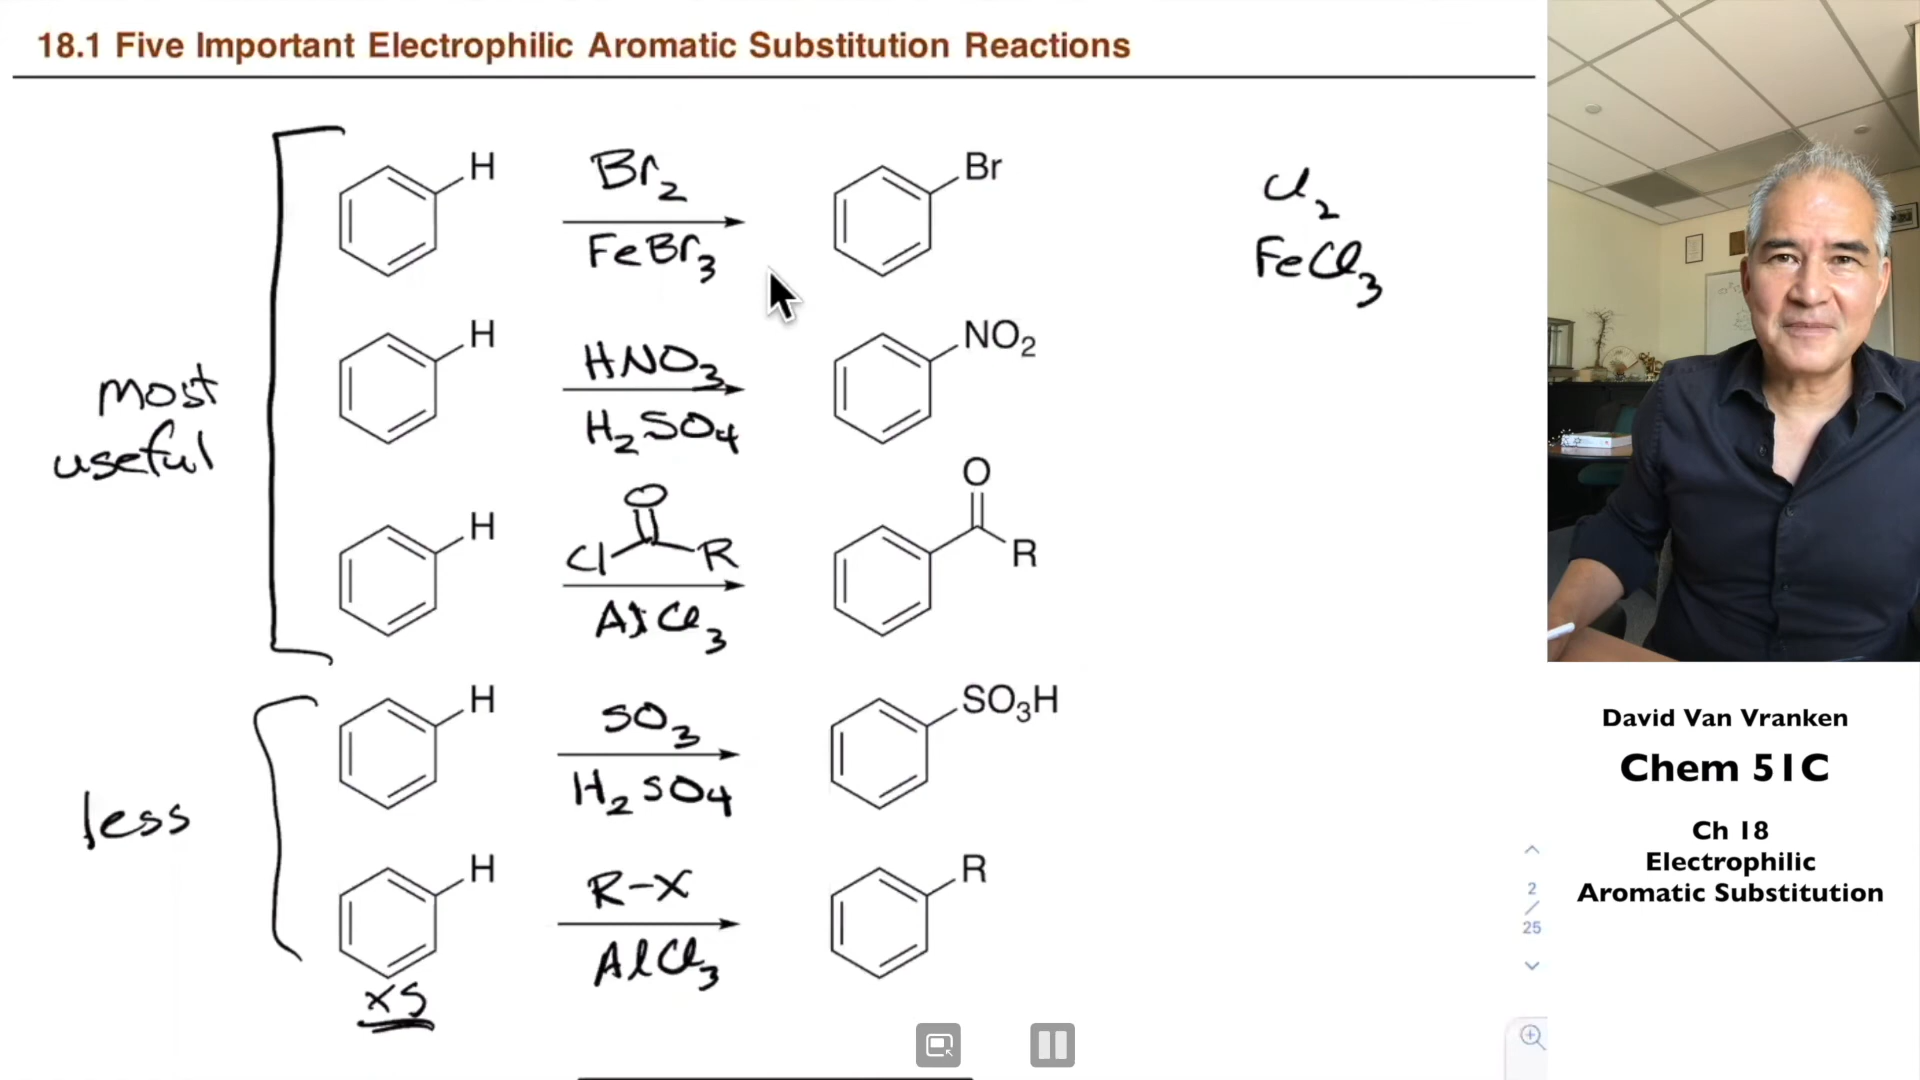 18.1 Five Important Electrophilic Aromatic Substitution Reactions
H
Br2
FeBr3
Br
Cl2
FeCl3
H
HNO3
H2SO4
NO2
most
useful
H
O
Cl R
AlCl3
O
R
H
SO3
H2SO4
SO3H
less
H
R-X
AlCl3
R
xs
David Van Vranken
Chem 51C
Ch 18
Electrophilic
Aromatic Substitution
2
/
25